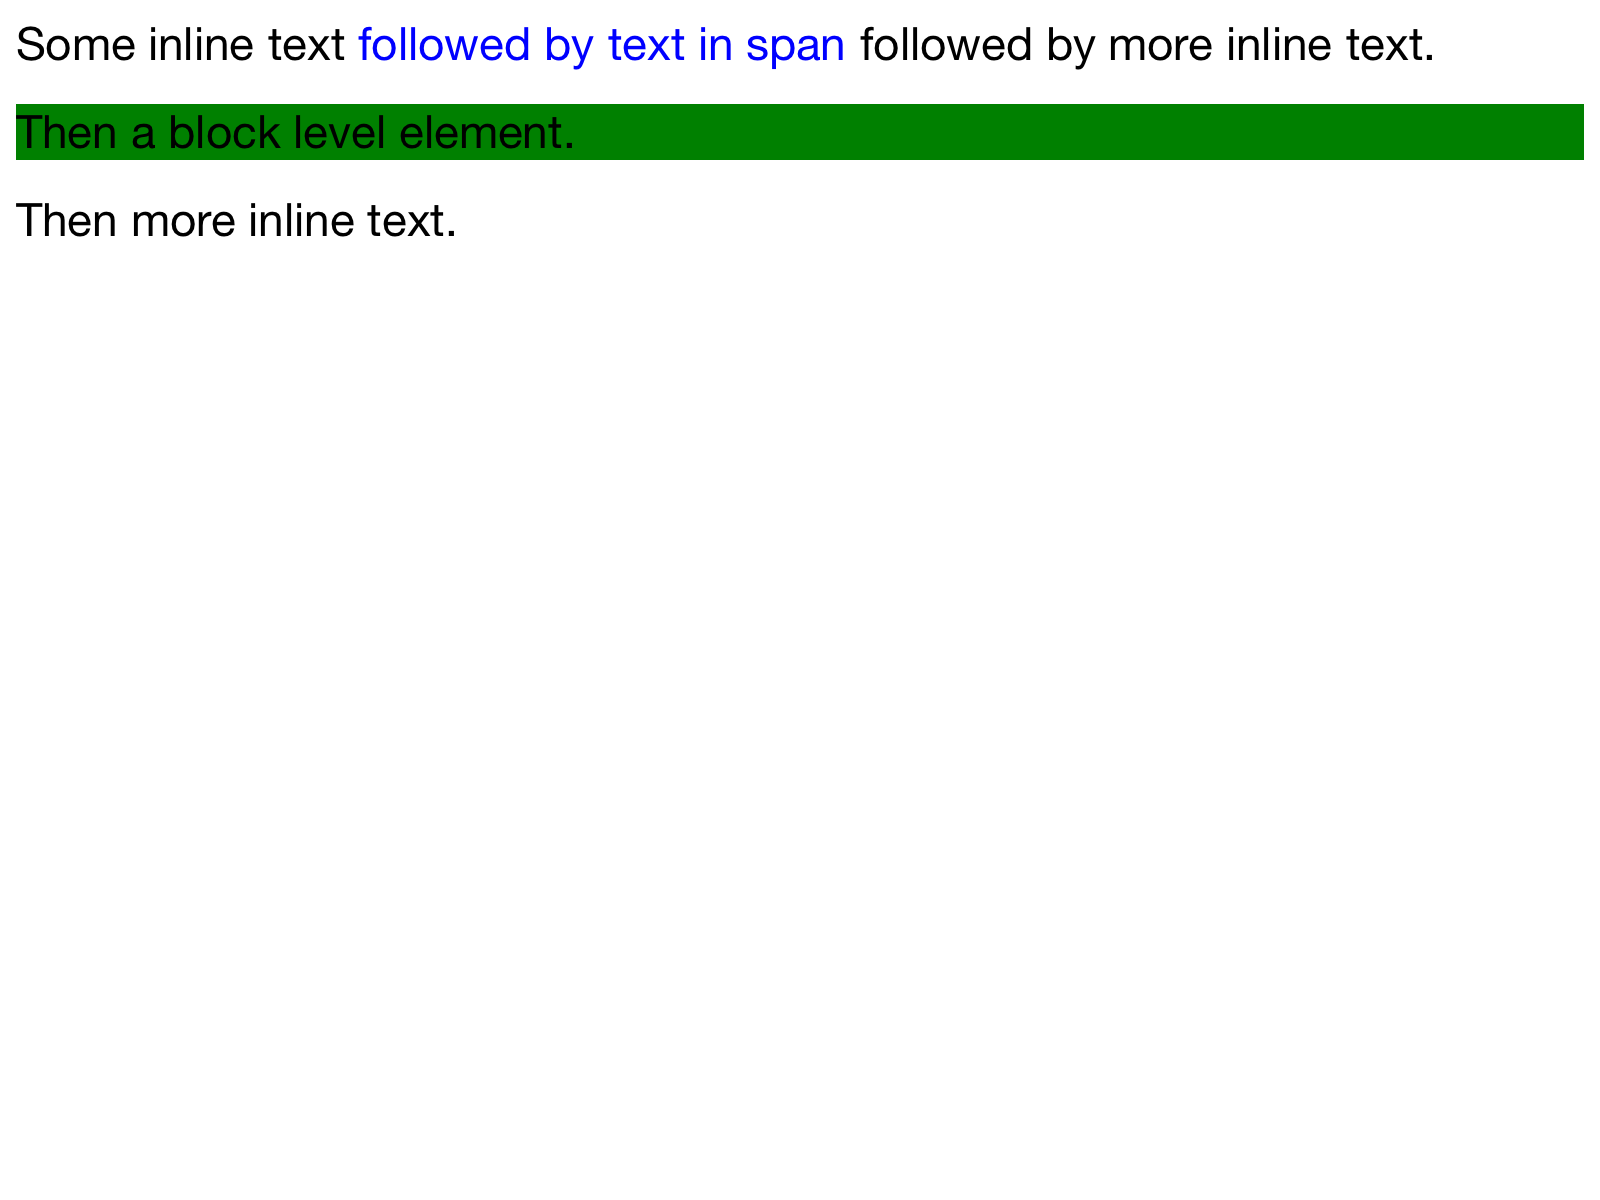 Some inline text followed by text in span followed by more inline text.
Then a block level element.
Then more inline text.